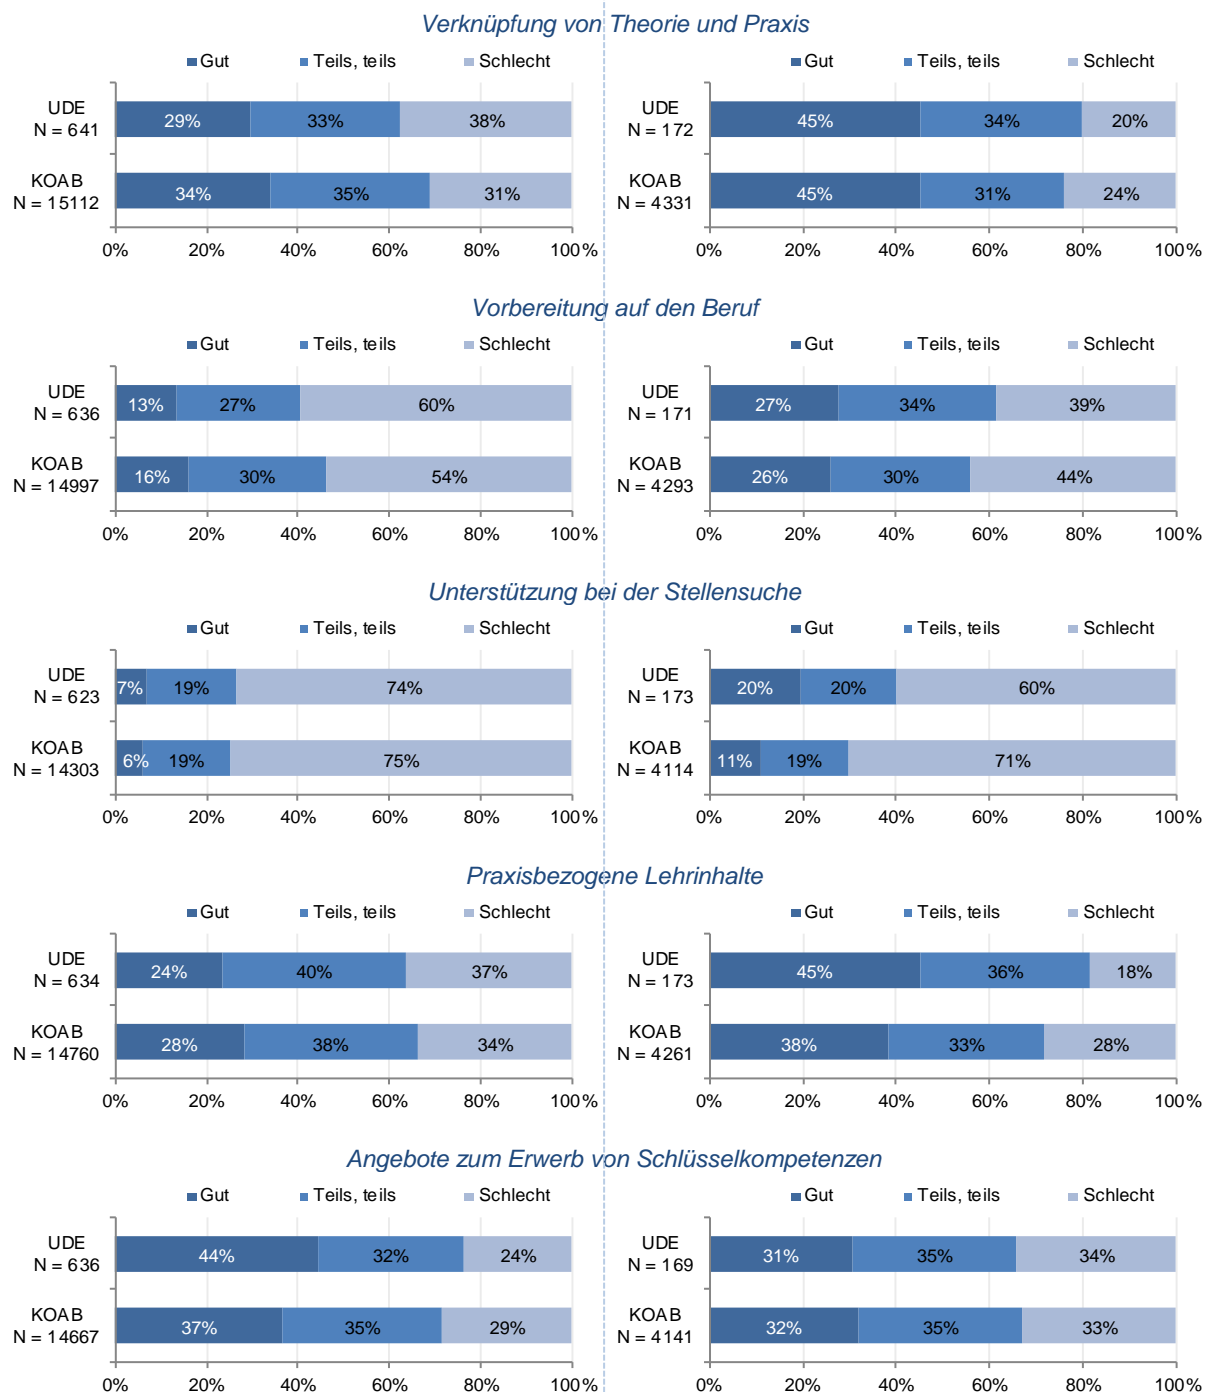 Verknüpfung von Theorie und Praxis
Gut Teils, teils Schlecht
UDE
N = 641
29% 33% 38%
KOAB
N = 15112
34% 35% 31%
0% 20% 40% 60% 80% 100%
Gut Teils, teils Schlecht
UDE
N = 172
45% 34% 20%
KOAB
N = 4331
45% 31% 24%
0% 20% 40% 60% 80% 100%
Vorbereitung auf den Beruf
Gut Teils, teils Schlecht
UDE
N = 636
13% 27% 60%
KOAB
N = 14997
16% 30% 54%
0% 20% 40% 60% 80% 100%
Gut Teils, teils Schlecht
UDE
N = 171
27% 34% 39%
KOAB
N = 4293
26% 30% 44%
0% 20% 40% 60% 80% 100%
Unterstützung bei der Stellensuche
Gut Teils, teils Schlecht
UDE
N = 623
7% 19% 74%
KOAB
N = 14303
6% 19% 75%
0% 20% 40% 60% 80% 100%
Gut Teils, teils Schlecht
UDE
N = 173
20% 20% 60%
KOAB
N = 4114
11% 19% 71%
0% 20% 40% 60% 80% 100%
Praxisbezogene Lehrinhalte
Gut Teils, teils Schlecht
UDE
N = 634
24% 40% 37%
KOAB
N = 14760
28% 38% 34%
0% 20% 40% 60% 80% 100%
Gut Teils, teils Schlecht
UDE
N = 173
45% 36% 18%
KOAB
N = 4261
38% 33% 28%
0% 20% 40% 60% 80% 100%
Angebote zum Erwerb von Schlüsselkompetenzen
Gut Teils, teils Schlecht
UDE
N = 636
44% 32% 24%
KOAB
N = 14667
37% 35% 29%
0% 20% 40% 60% 80% 100%
Gut Teils, teils Schlecht
UDE
N = 169
31% 35% 34%
KOAB
N = 4141
32% 35% 33%
0% 20% 40% 60% 80% 100%